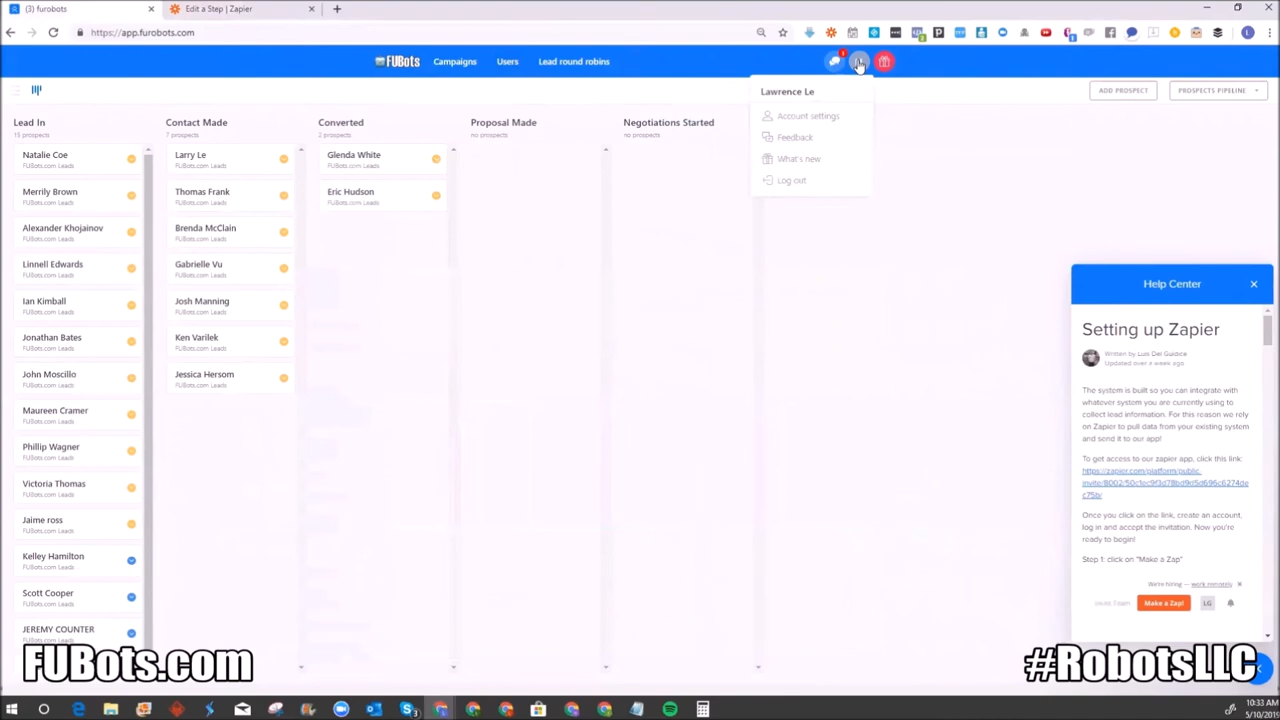 (3) furobots
Edit a Step | Zapier
https://app.furobots.com
FUBots
Campaigns
Users
Lead round robins
Lawrence Le
Account settings
Feedback
What's new
Log out
ADD PROSPECT
PROSPECTS PIPELINE
Lead In
15 prospects
Natalie Coe
FUBots.com Leads
Merrily Brown
FUBots.com Leads
Alexander Khojainov
FUBots.com Leads
Linnell Edwards
FUBots.com Leads
Ian Kimball
FUBots.com Leads
Jonathan Bates
FUBots.com Leads
John Moscillo
FUBots.com Leads
Maureen Cramer
FUBots.com Leads
Phillip Wagner
FUBots.com Leads
Victoria Thomas
FUBots.com Leads
Jaime ross
FUBots.com Leads
Kelley Hamilton
FUBots.com Leads
Scott Cooper
FUBots.com Leads
JEREMY COUNTER
Contact Made
7 prospects
Larry Le
FUBots.com Leads
Thomas Frank
FUBots.com Leads
Brenda McClain
FUBots.com Leads
Gabrielle Vu
FUBots.com Leads
Josh Manning
FUBots.com Leads
Ken Varilek
FUBots.com Leads
Jessica Hersom
FUBots.com Leads
Converted
2 prospects
Glenda White
FUBots.com Leads
Eric Hudson
FUBots.com Leads
Proposal Made
no prospects
Negotiations Started
no prospects
Help Center
Setting up Zapier
Written by Luis Del Guidice
Updated over a week ago
The system is built so you can integrate with
whatever system you are currently using to
collect lead information. For this reason we rely
on Zapier to pull data from your existing system
and send it to our app!
To get access to our zapier app, click this link:
https://zapier.com/platform/public-
invite/8002/50c1ec9f3d78bd9d5d696c6274de
c75b/
Once you click on the link, create an account,
log in and accept the invitation. Now you're
ready to begin!
Step 1: click on "Make a Zap"
We're hiring — work remotely
Invite Team
Make a Zap!
LG
FUBots.com
#RobotsLLC
10:33 AM